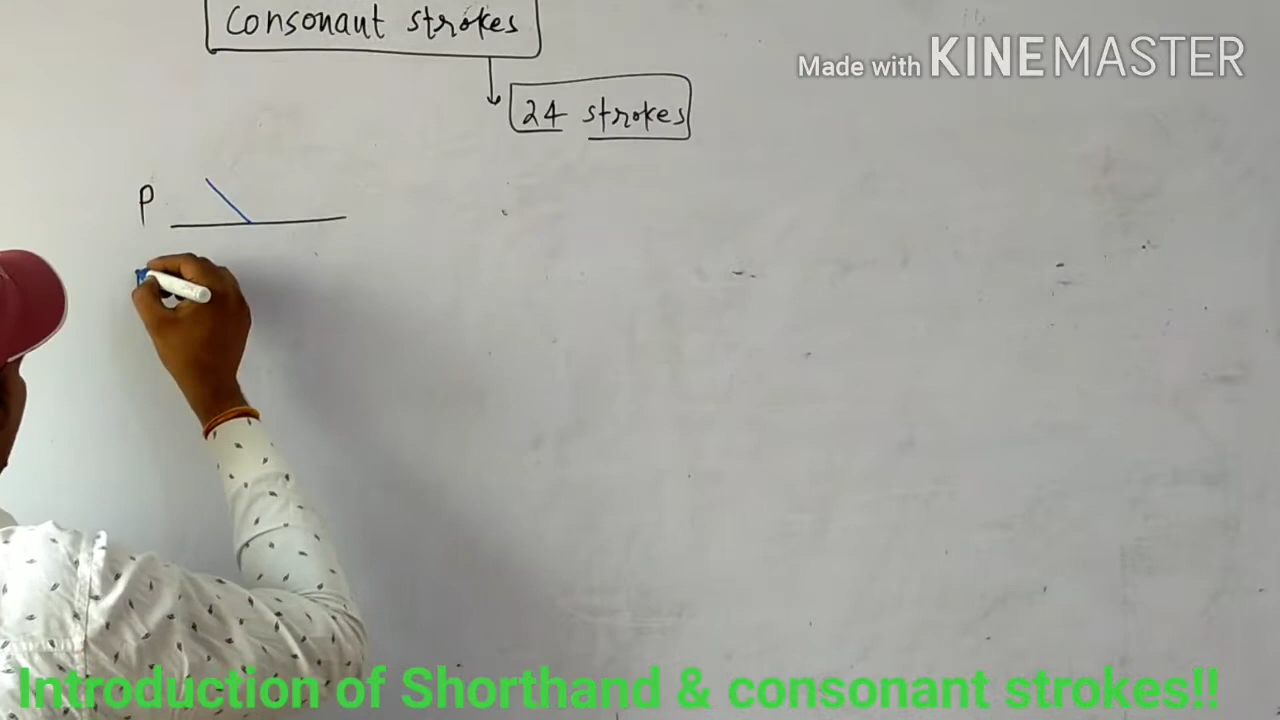 Consonant strokes
Made with KINEMASTER
24 strokes
P
Introduction of Shorthand & consonant strokes!!